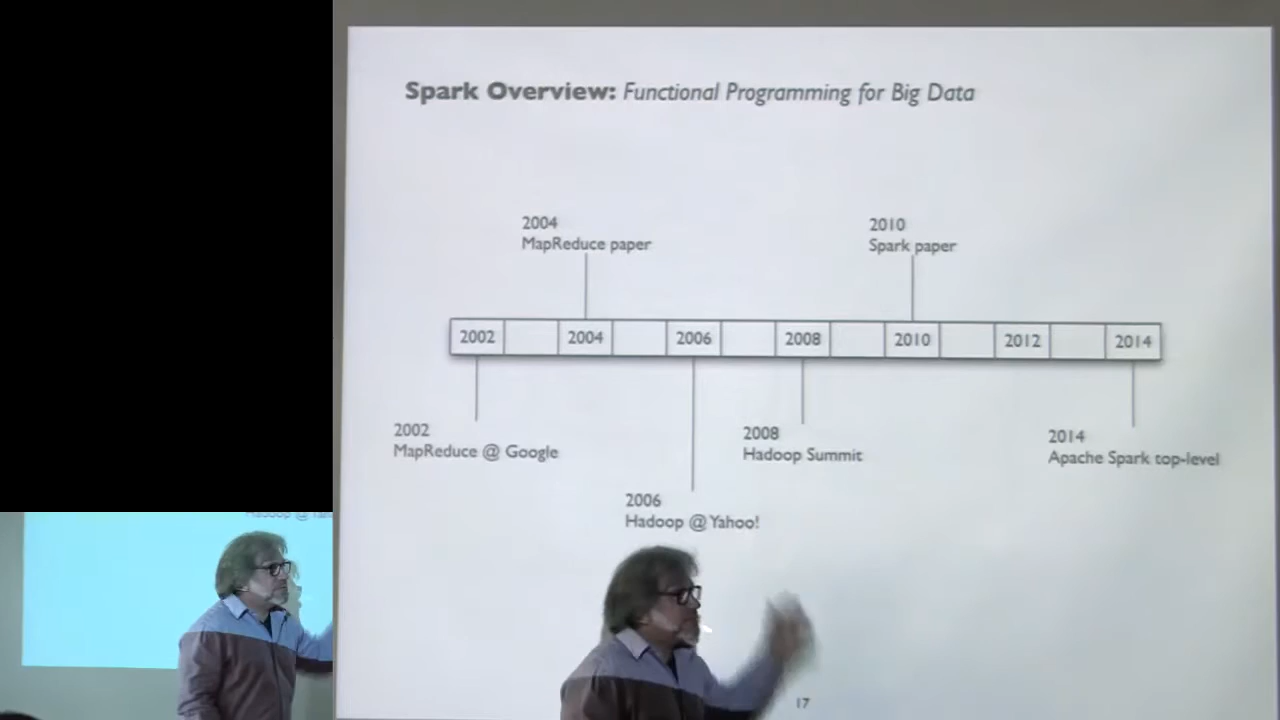 Spark Overview: Functional Programming for Big Data
2004
MapReduce paper
2010
Spark paper
2002 2004 2006 2008 2010 2012 2014
2002
MapReduce @ Google
2008
Hadoop Summit
2014
Apache Spark top-level
2006
Hadoop @ Yahoo!
17